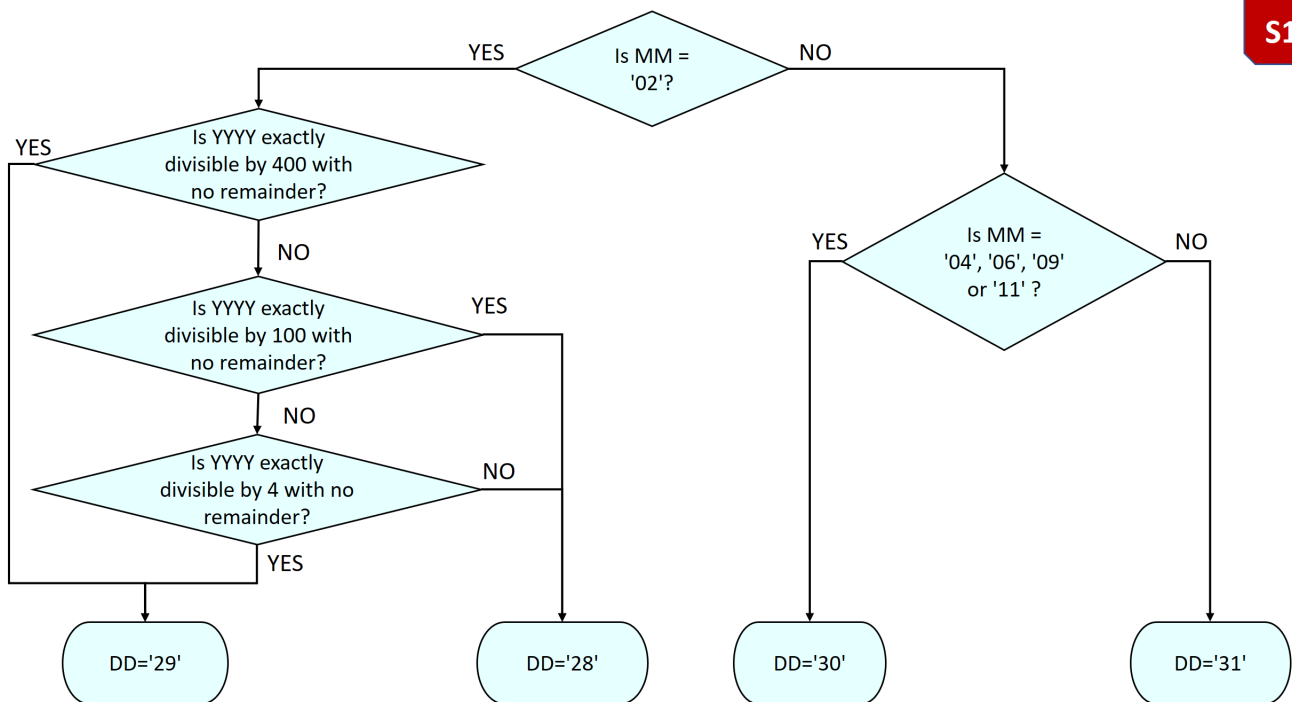 S1
YES
Is MM =
'02'?
NO
YES
Is YYYY exactly
divisible by 400 with
no remainder?
NO
Is YYYY exactly
divisible by 100 with
no remainder?
YES
NO
Is YYYY exactly
divisible by 4 with no
remainder?
NO
YES
YES
Is MM =
'04', '06', '09'
or '11' ?
NO
DD='29'
DD='28'
DD='30'
DD='31'